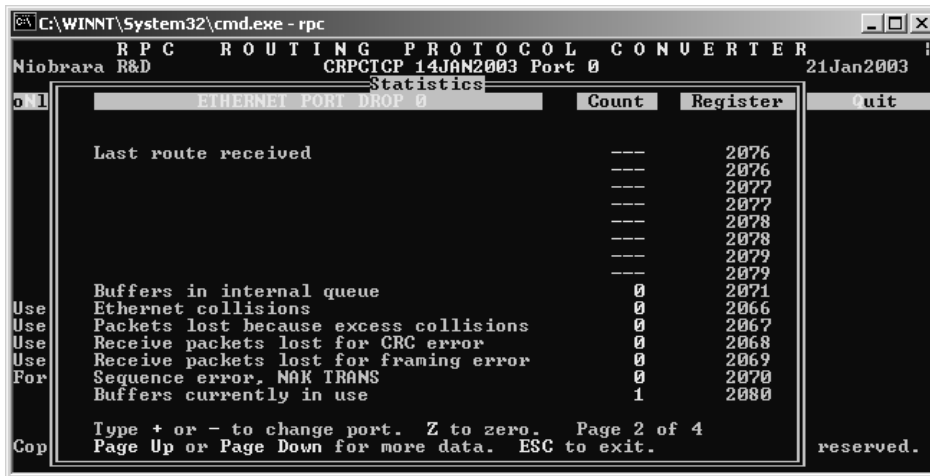 C:\WINNT\System32\cmd.exe - rpc
R P C R O U T I N G P R O T O C O L C O N V E R T E R
Niobrara R&D CRPCTCP 14JAN2003 Port 0 21Jan2003
Statistics
oNl ETHERNET PORT DROP 0 Count Register Quit
Last route received --- 2076
--- 2076
--- 2077
--- 2077
--- 2078
--- 2078
--- 2079
--- 2079
Buffers in internal queue 0 2071
Use Ethernet collisions 0 2066
Use Packets lost because excess collisions 0 2067
Use Receive packets lost for CRC error 0 2068
Use Receive packets lost for framing error 0 2069
For Sequence error, NAK TRANS 0 2070
Buffers currently in use 1 2080
Type + or - to change port. Z to zero. Page 2 of 4
Cop Page Up or Page Down for more data. ESC to exit. reserved.